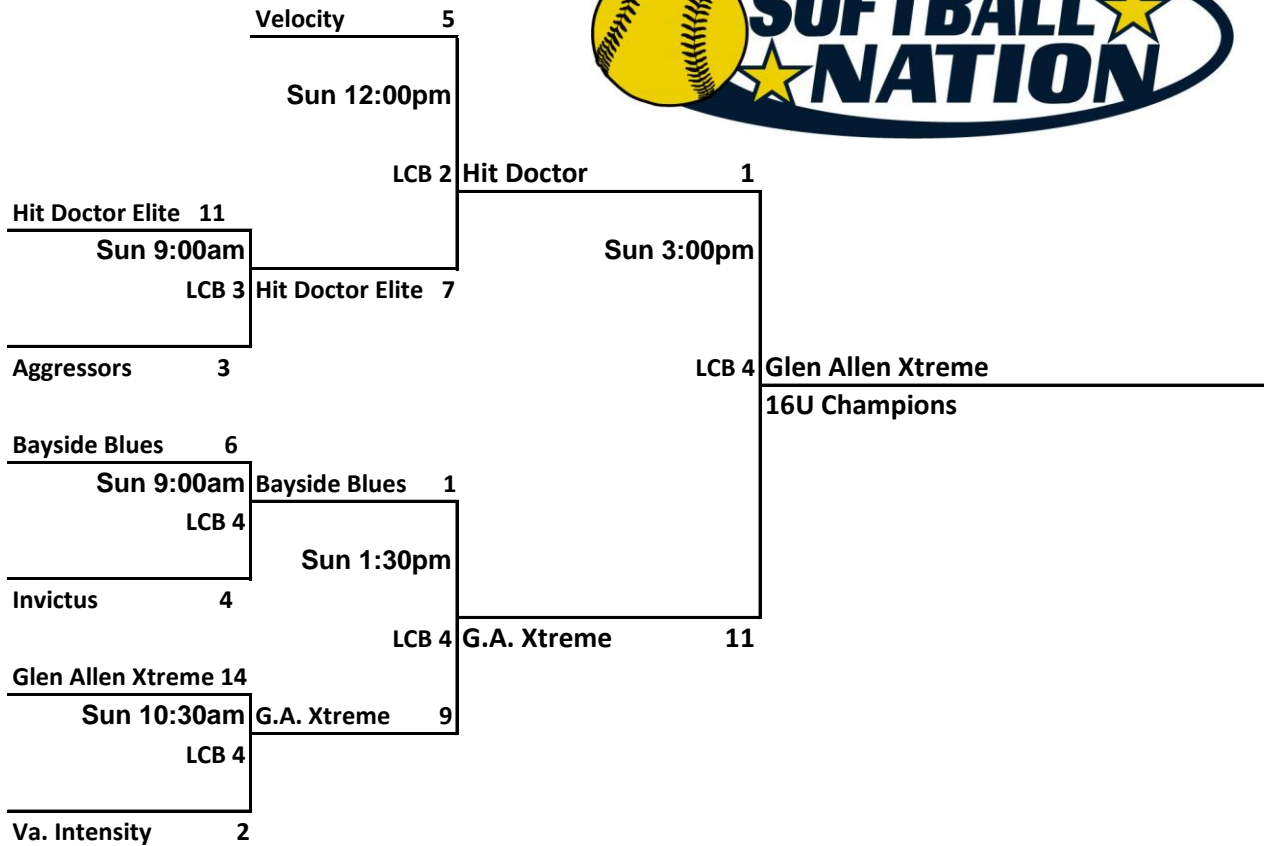 SOFTBALL
NATION
Velocity 5
Sun 12:00pm
LCB 2 Hit Doctor 1
Hit Doctor Elite 11
Sun 9:00am
Sun 3:00pm
LCB 3 Hit Doctor Elite 7
Aggressors 3
LCB 4 Glen Allen Xtreme
16U Champions
Bayside Blues 6
Sun 9:00am Bayside Blues 1
LCB 4
Sun 1:30pm
Invictus 4
LCB 4 G.A. Xtreme 11
Glen Allen Xtreme 14
Sun 10:30am G.A. Xtreme 9
LCB 4
Va. Intensity 2